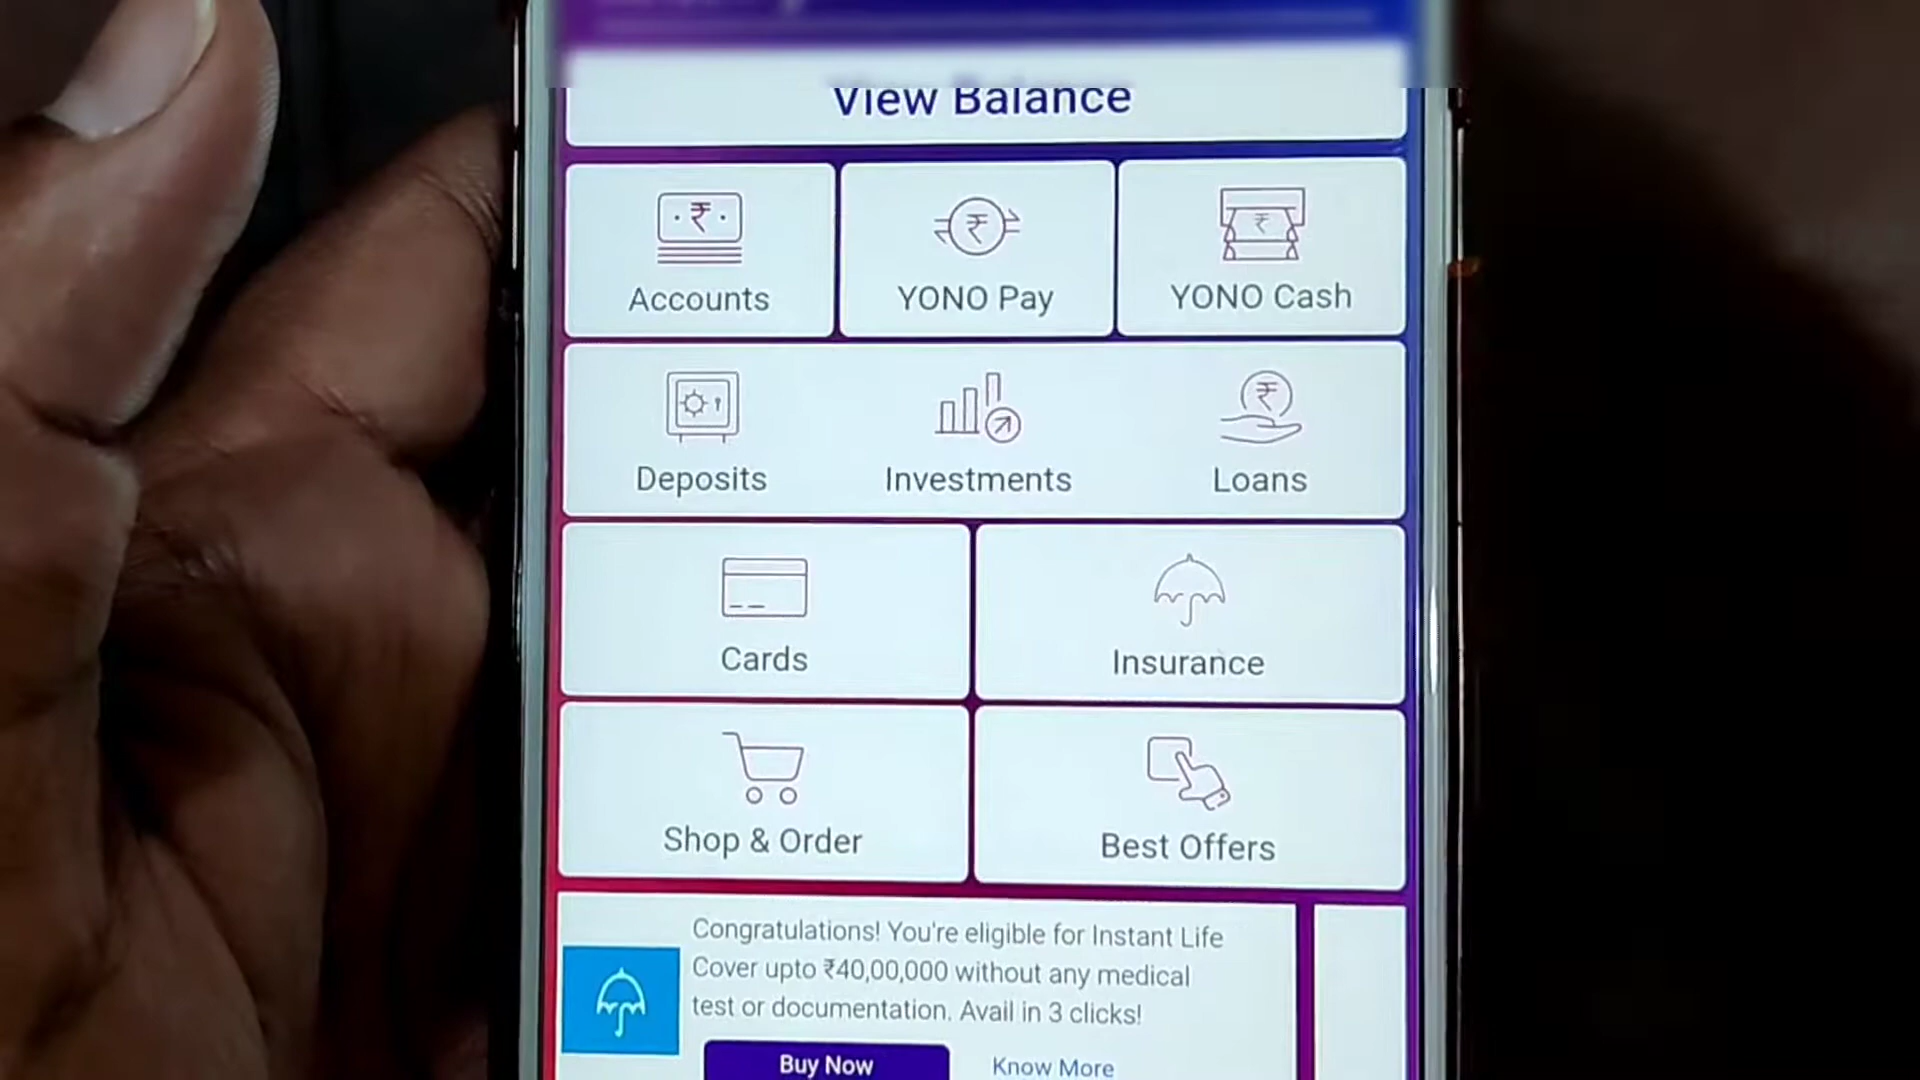 View Balance
Accounts
YONO Pay
YONO Cash
Deposits
Investments
Loans
Cards
Insurance
Shop & Order
Best Offers
Congratulations! You're eligible for Instant Life
Cover upto ₹40,00,000 without any medical
test or documentation. Avail in 3 clicks!
Buy Now
Know More